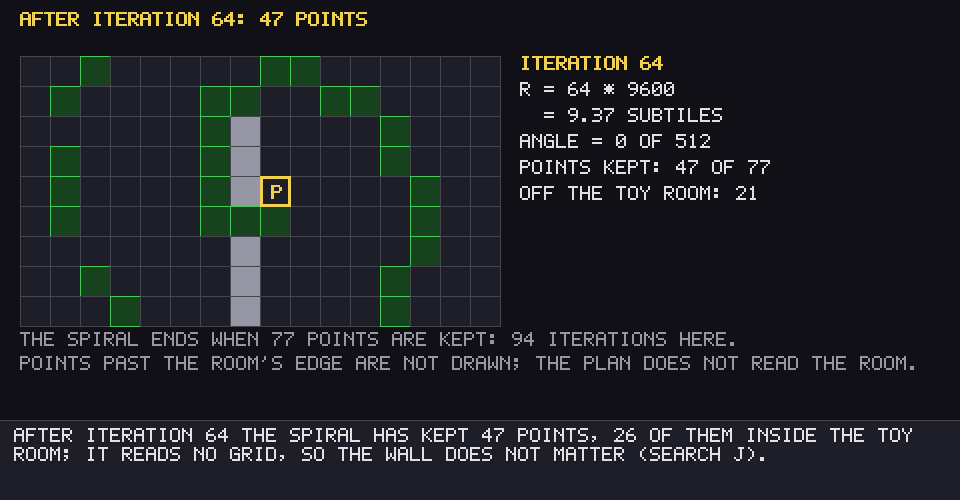 AFTER ITERATION 64: 47 POINTS
ITERATION 64
R = 64 * 9600
= 9.37 SUBTILES
ANGLE = 0 OF 512
POINTS KEPT: 47 OF 77
OFF THE TOY ROOM: 21
P
THE SPIRAL ENDS WHEN 77 POINTS ARE KEPT: 94 ITERATIONS HERE.
POINTS PAST THE ROOM'S EDGE ARE NOT DRAWN; THE PLAN DOES NOT READ THE ROOM.
AFTER ITERATION 64 THE SPIRAL HAS KEPT 47 POINTS, 26 OF THEM INSIDE THE TOY
ROOM; IT READS NO GRID, SO THE WALL DOES NOT MATTER (SEARCH J).